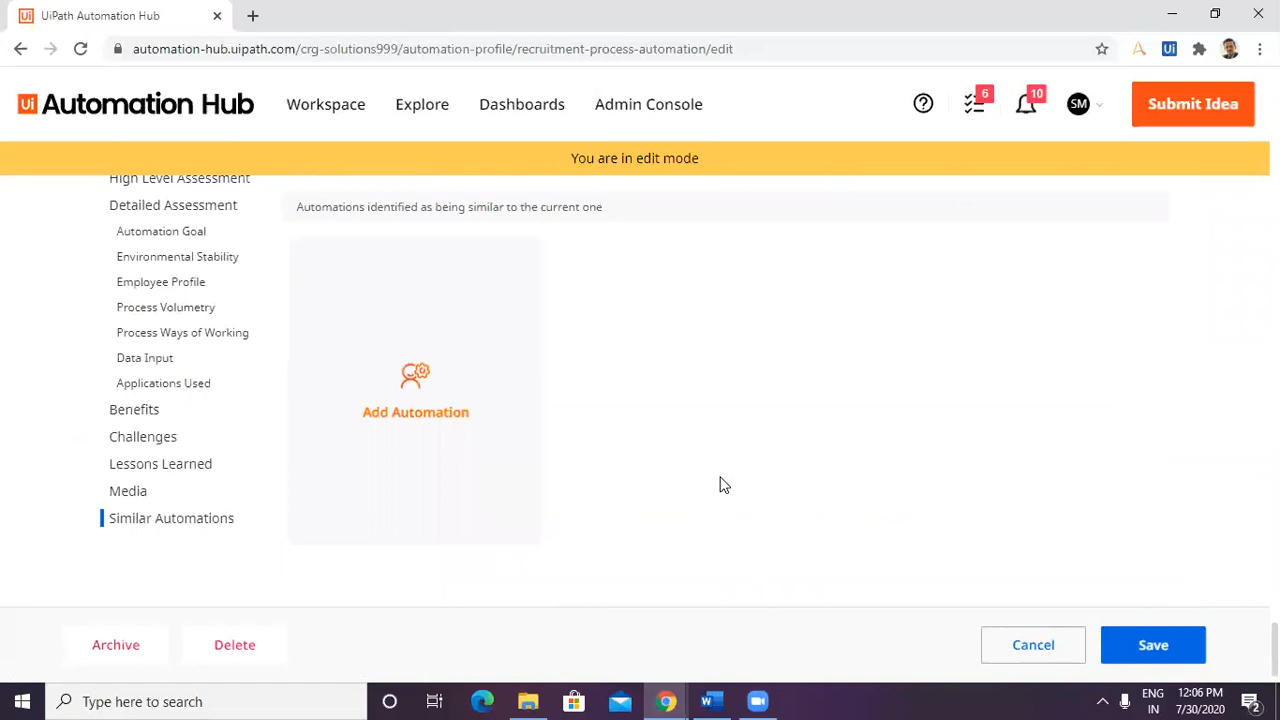 Ui UiPath Automation Hub
automation-hub.uipath.com/crg-solutions999/automation-profile/recruitment-process-automation/edit
Ui Automation Hub Workspace Explore Dashboards Admin Console 6 10 SM Submit Idea
You are in edit mode
High Level Assessment
Detailed Assessment
Automation Goal
Environmental Stability
Employee Profile
Process Volumetry
Process Ways of Working
Data Input
Applications Used
Benefits
Challenges
Lessons Learned
Media
Similar Automations
Automations identified as being similar to the current one
Add Automation
Archive Delete Cancel Save
Type here to search
ENG
IN
12:06 PM
7/30/2020
2